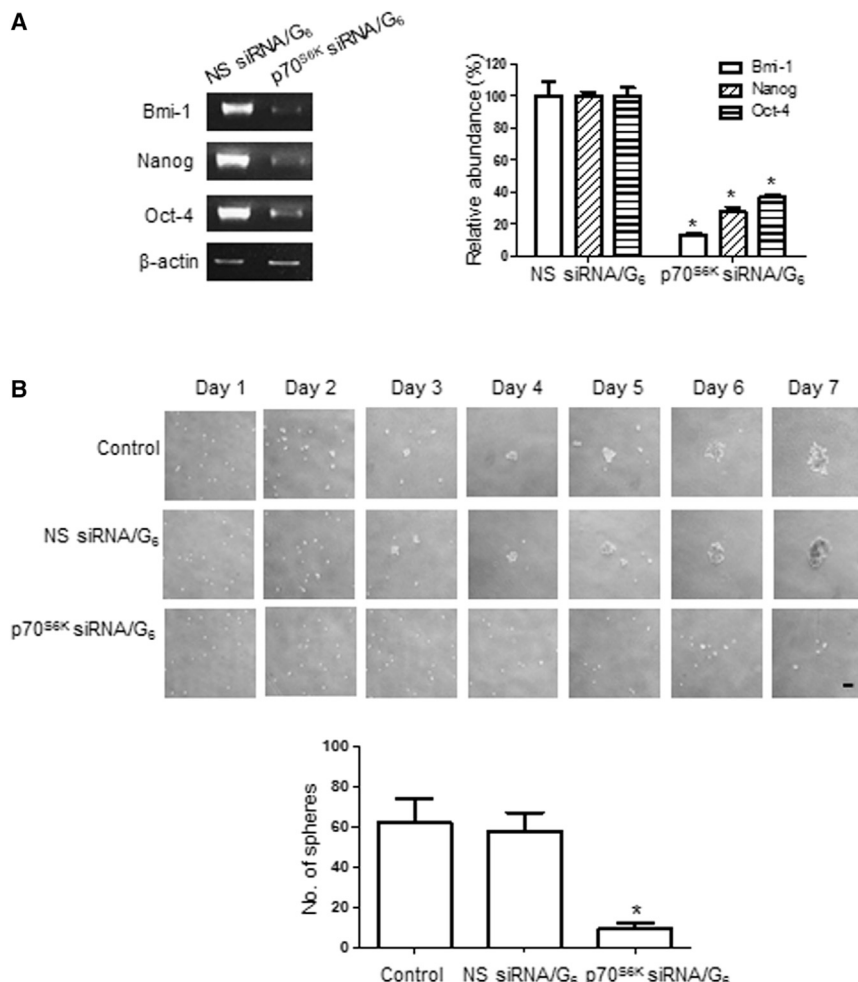 A
NS siRNA/G₆
p70ˢ⁶ᴷ siRNA/G₆
Bmi-1
Nanog
Oct-4
β-actin
Relative abundance (%)
120
100
80
60
40
20
0
Bmi-1
Nanog
Oct-4
*
*
*
NS siRNA/G₆
p70ˢ⁶ᴷ siRNA/G₆
B
Day 1 Day 2 Day 3 Day 4 Day 5 Day 6 Day 7
Control
NS siRNA/G₆
p70ˢ⁶ᴷ siRNA/G₆
No. of spheres
100
80
60
40
20
0
*
Control NS siRNA/G₆ p70ˢ⁶ᴷ siRNA/G₆